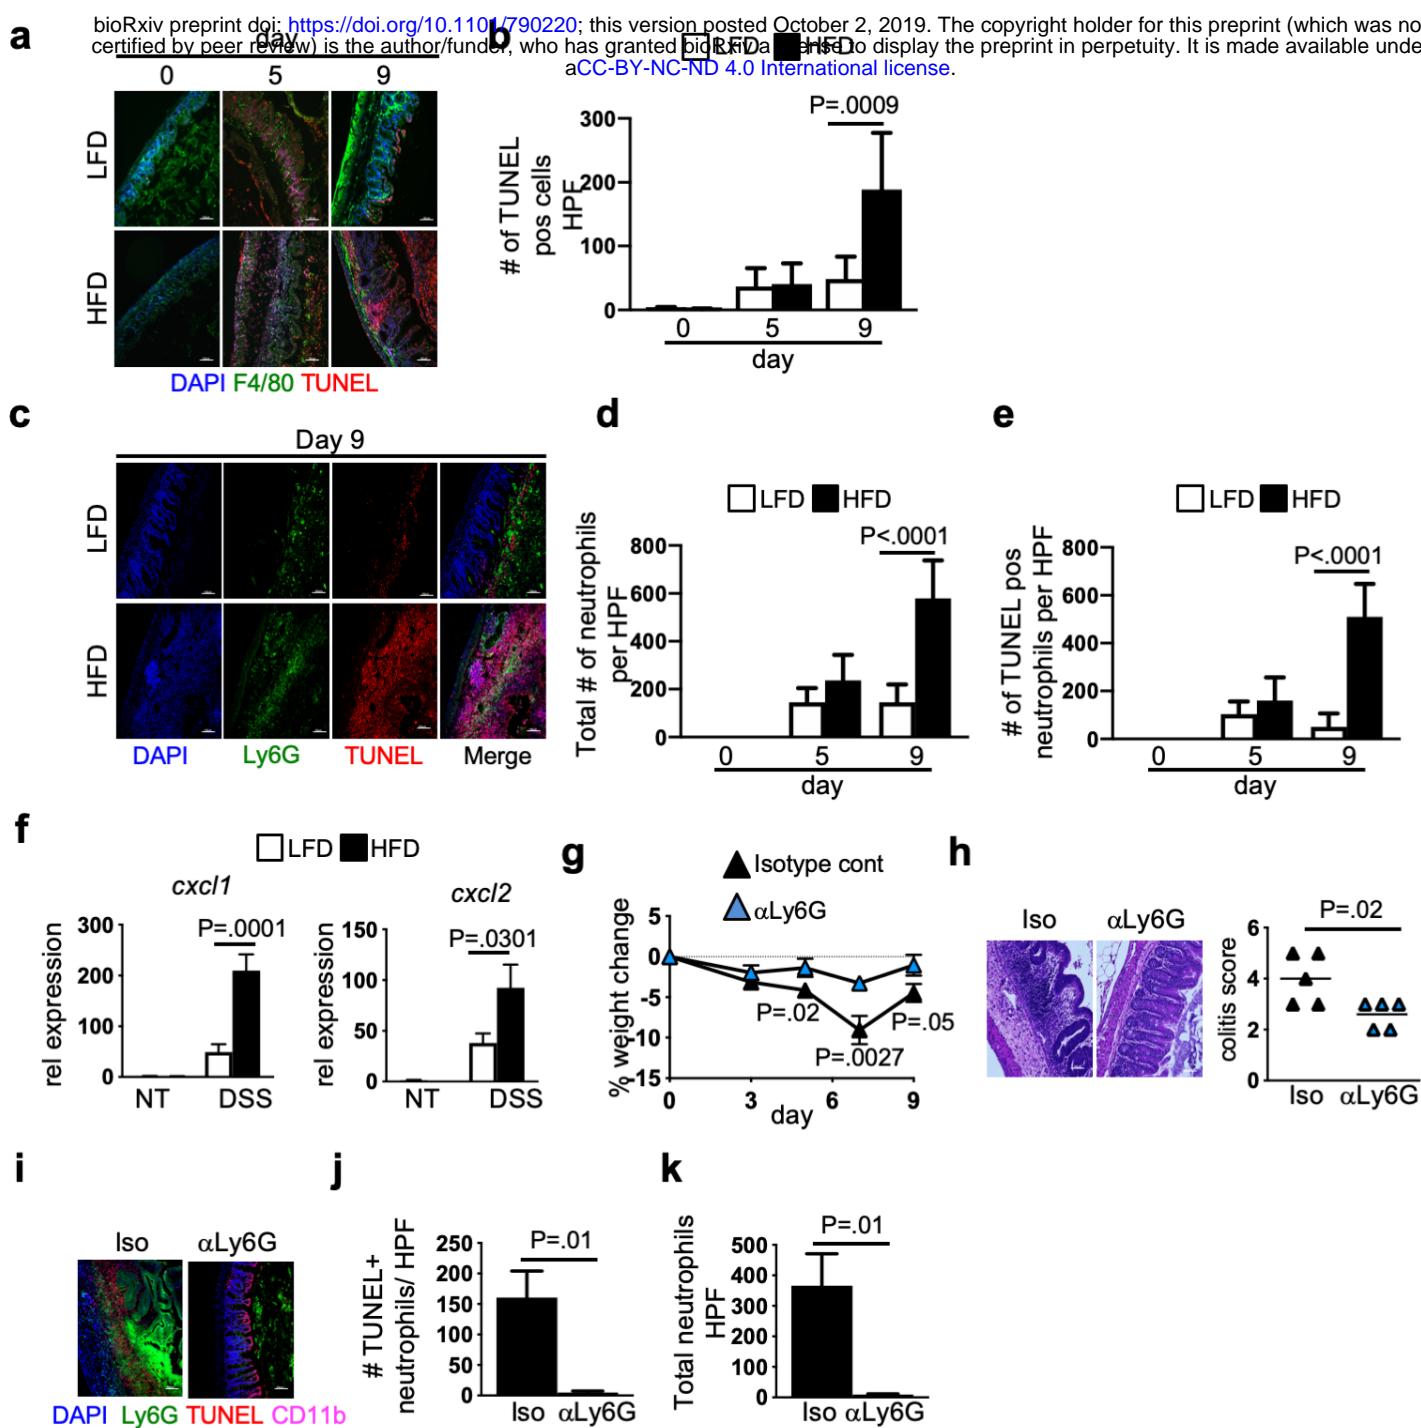 bioRxiv preprint doi: https://doi.org/10.1101/790220; this version posted October 2, 2019. The copyright holder for this preprint (which was no
certified by peer review) is the author/funder, who has granted bioRxiv a license to display the preprint in perpetuity. It is made available unde
aCC-BY-NC-ND 4.0 International license.
a
day
0 5 9
LFD
HFD
DAPI F4/80 TUNEL
b
LFD HFD
# of TUNEL
pos cells
HPF
300
200
100
0
P=.0009
0 5 9
day
c
Day 9
LFD
HFD
DAPI Ly6G TUNEL Merge
d
LFD HFD
Total # of neutrophils
per HPF
800
600
400
200
0
P<.0001
0 5 9
day
e
LFD HFD
# of TUNEL pos
neutrophils per HPF
800
600
400
200
0
P<.0001
0 5 9
day
f
LFD HFD
cxcl1
rel expression
300
200
100
0
P=.0001
NT DSS
cxcl2
rel expression
150
100
50
0
P=.0301
NT DSS
g
Isotype cont
αLy6G
% weight change
5
0
-5
-10
-15
P=.02
P=.0027
P=.05
0 3 6 9
day
h
Iso αLy6G
colitis score
6
4
2
0
P=.02
Iso αLy6G
i
Iso αLy6G
DAPI Ly6G TUNEL CD11b
j
# TUNEL+
neutrophils/ HPF
250
200
150
100
50
0
P=.01
Iso αLy6G
k
Total neutrophils
HPF
500
400
300
200
100
0
P=.01
Iso αLy6G